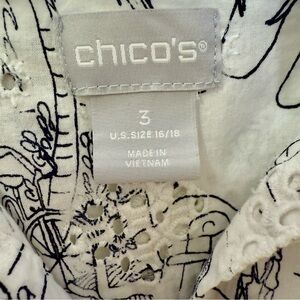 chico's®
3
U.S. SIZE 16/18
MADE IN
VIETNAM